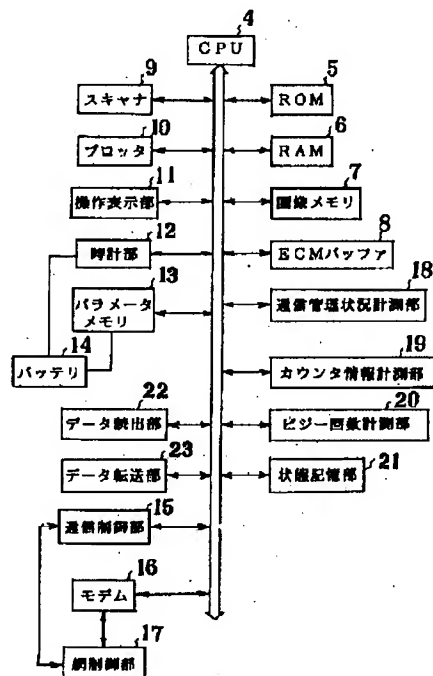 4
CPU
9
スキャナ
5
ROM
10
プロッタ
6
RAM
11
操作表示部
7
画像メモリ
12
時計部
8
ECMバッファ
13
パラメータ
メモリ
18
通信管理状況計測部
14
バッテリ
19
カウンタ情報計測部
22
データ読出部
20
ビジー回数計測部
23
データ転送部
21
状態記憶部
15
通信制御部
16
モデム
17
網制御部